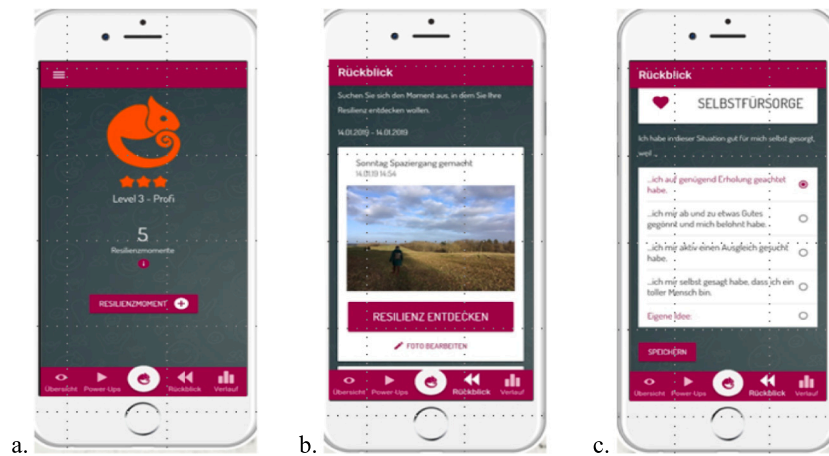 Level 3 - Profi
5
Resilienzmomente
i
RESILIENZMOMENT +
Übersicht Power-Ups Rückblick Verlauf
a.
Rückblick
Suchen Sie sich den Moment aus, in dem Sie Ihre
Resilienz entdecken wollen.
14.01.2019 - 14.01.2019
Sonntag Spaziergang gemacht
14.01.19 14:54
RESILIENZ ENTDECKEN
FOTO BEARBEITEN
Übersicht Power-Ups Rückblick Verlauf
b.
Rückblick
SELBSTFÜRSORGE
Ich habe in dieser Situation gut für mich selbst gesorgt,
weil ...
...ich auf genügend Erholung geachtet
habe.
...ich mir ab und zu etwas Gutes
gegönnt und mich belohnt habe.
...ich mir aktiv einen Ausgleich gesucht
habe.
...ich mir selbst gesagt habe, dass ich ein
toller Mensch bin.
Eigene Idee:
SPEICHERN
Übersicht Power-Ups Rückblick Verlauf
c.